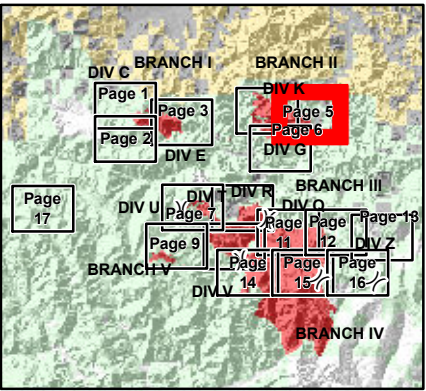 BRANCH I
BRANCH II
DIV C
DIV K
Page 1
Page 3
Page 5
Page 6
Page 2
DIV G
DIV E
BRANCH III
DIV R
Page
17
DIV U
Page 7
Page
11
Page
12
Page 13
Page 9
DIV Z
BRANCH V
Page
14
Page
15
Page
16
DIV V
BRANCH IV